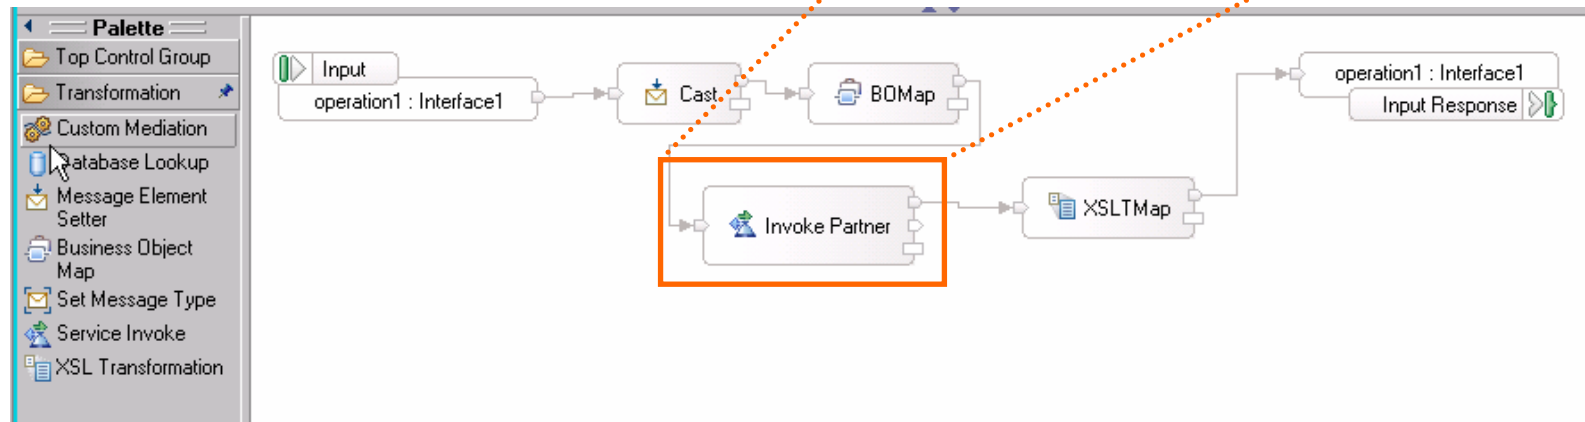 Palette
Top Control Group
Transformation
Custom Mediation
Database Lookup
Message Element
Setter
Business Object
Map
Set Message Type
Service Invoke
XSL Transformation
Input
operation1 : Interface1
Cast
BOMap
Invoke Partner
XSLTMap
operation1 : Interface1
Input Response